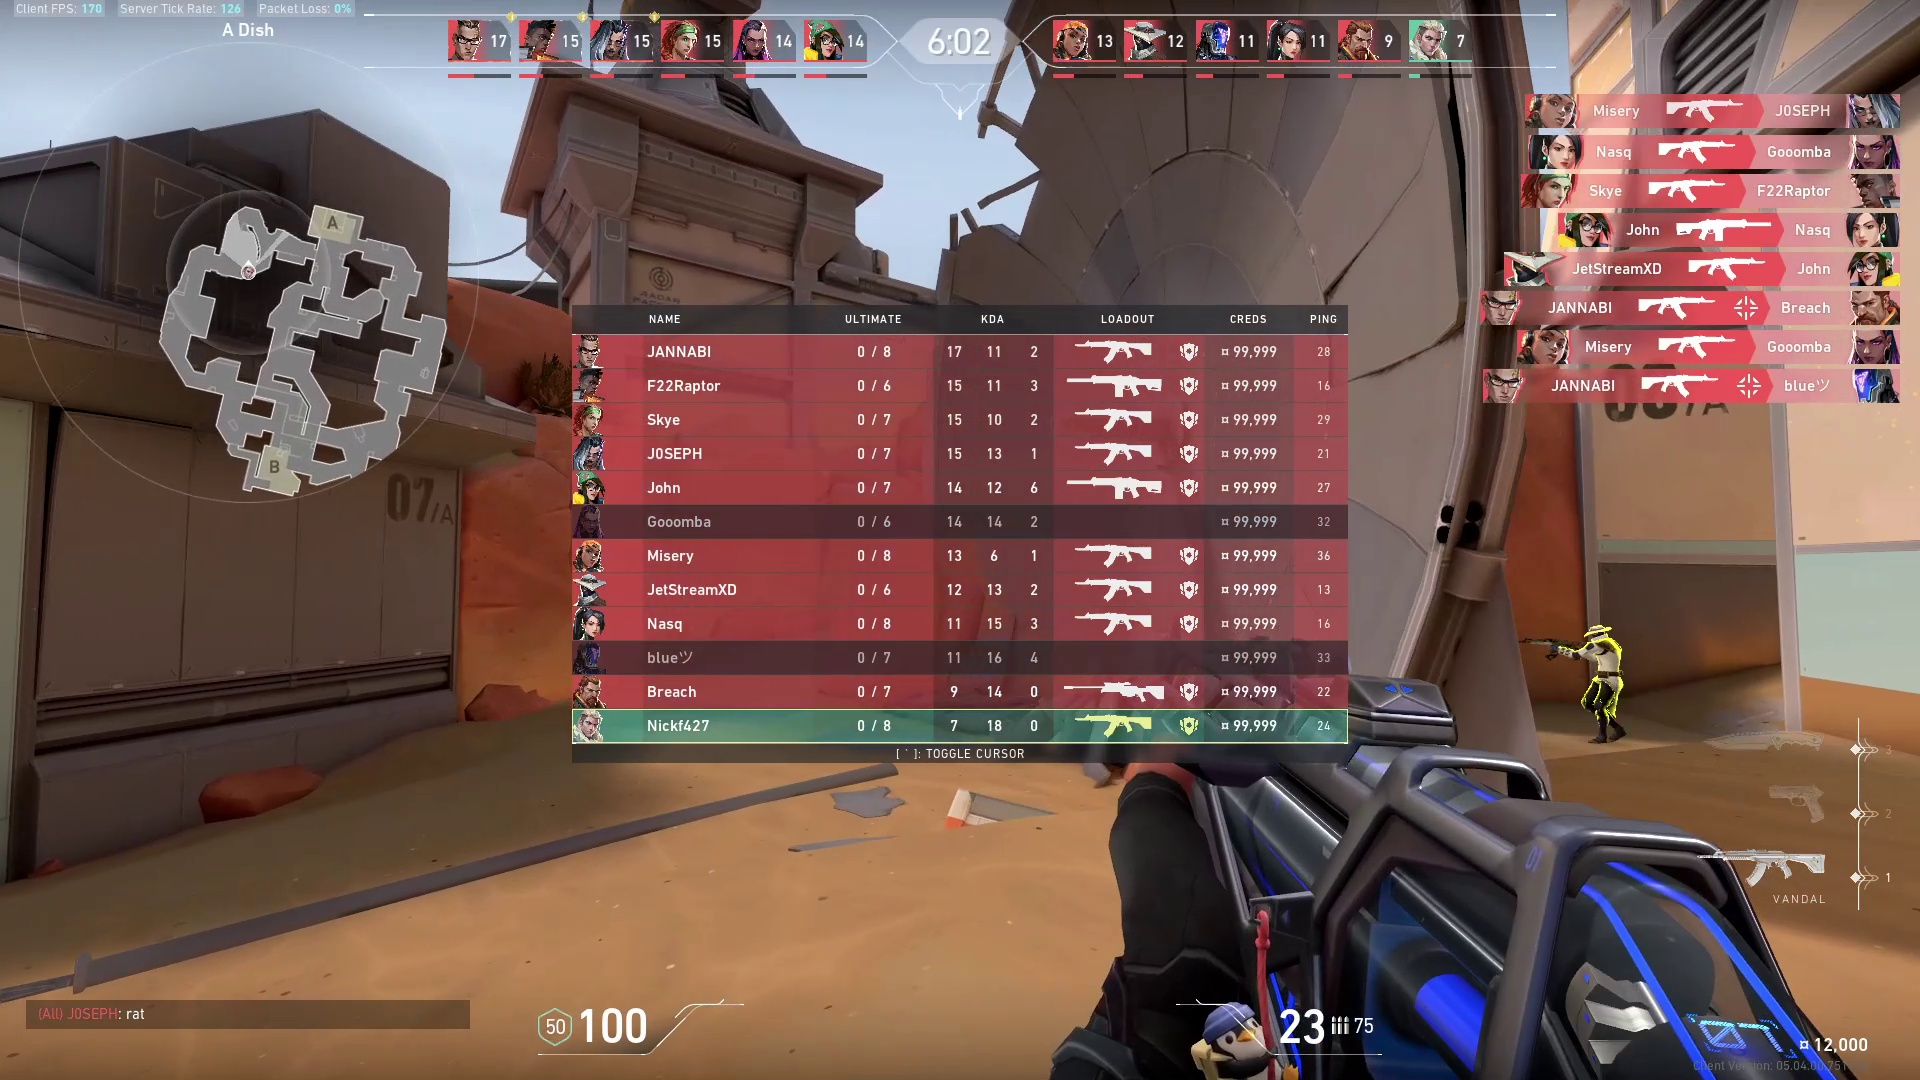 Client FPS: 170 Server Tick Rate: 126 Packet Loss: 0%
A Dish
17 15 15 15 14 14 6:02 13 12 11 11 9 7
Misery J0SEPH
Nasq Gooomba
Skye F22Raptor
John Nasq
JetStreamXD John
JANNABI Breach
Misery Gooomba
JANNABI blueツ
A
B
07/A
NAME ULTIMATE KDA LOADOUT CREDS PING
JANNABI 0 / 8 17 11 2 ¤ 99,999 28
F22Raptor 0 / 6 15 11 3 ¤ 99,999 16
Skye 0 / 7 15 10 2 ¤ 99,999 29
J0SEPH 0 / 7 15 13 1 ¤ 99,999 21
John 0 / 7 14 12 6 ¤ 99,999 27
Gooomba 0 / 6 14 14 2 ¤ 99,999 32
Misery 0 / 8 13 6 1 ¤ 99,999 36
JetStreamXD 0 / 6 12 13 2 ¤ 99,999 13
Nasq 0 / 8 11 15 3 ¤ 99,999 16
blueツ 0 / 7 11 16 4 ¤ 99,999 33
Breach 0 / 7 9 14 0 ¤ 99,999 22
Nickf427 0 / 8 7 18 0 ¤ 99,999 24
[ ` ]: TOGGLE CURSOR
3
2
1
VANDAL
(All) J0SEPH: rat
50 100
23 75
¤ 12,000